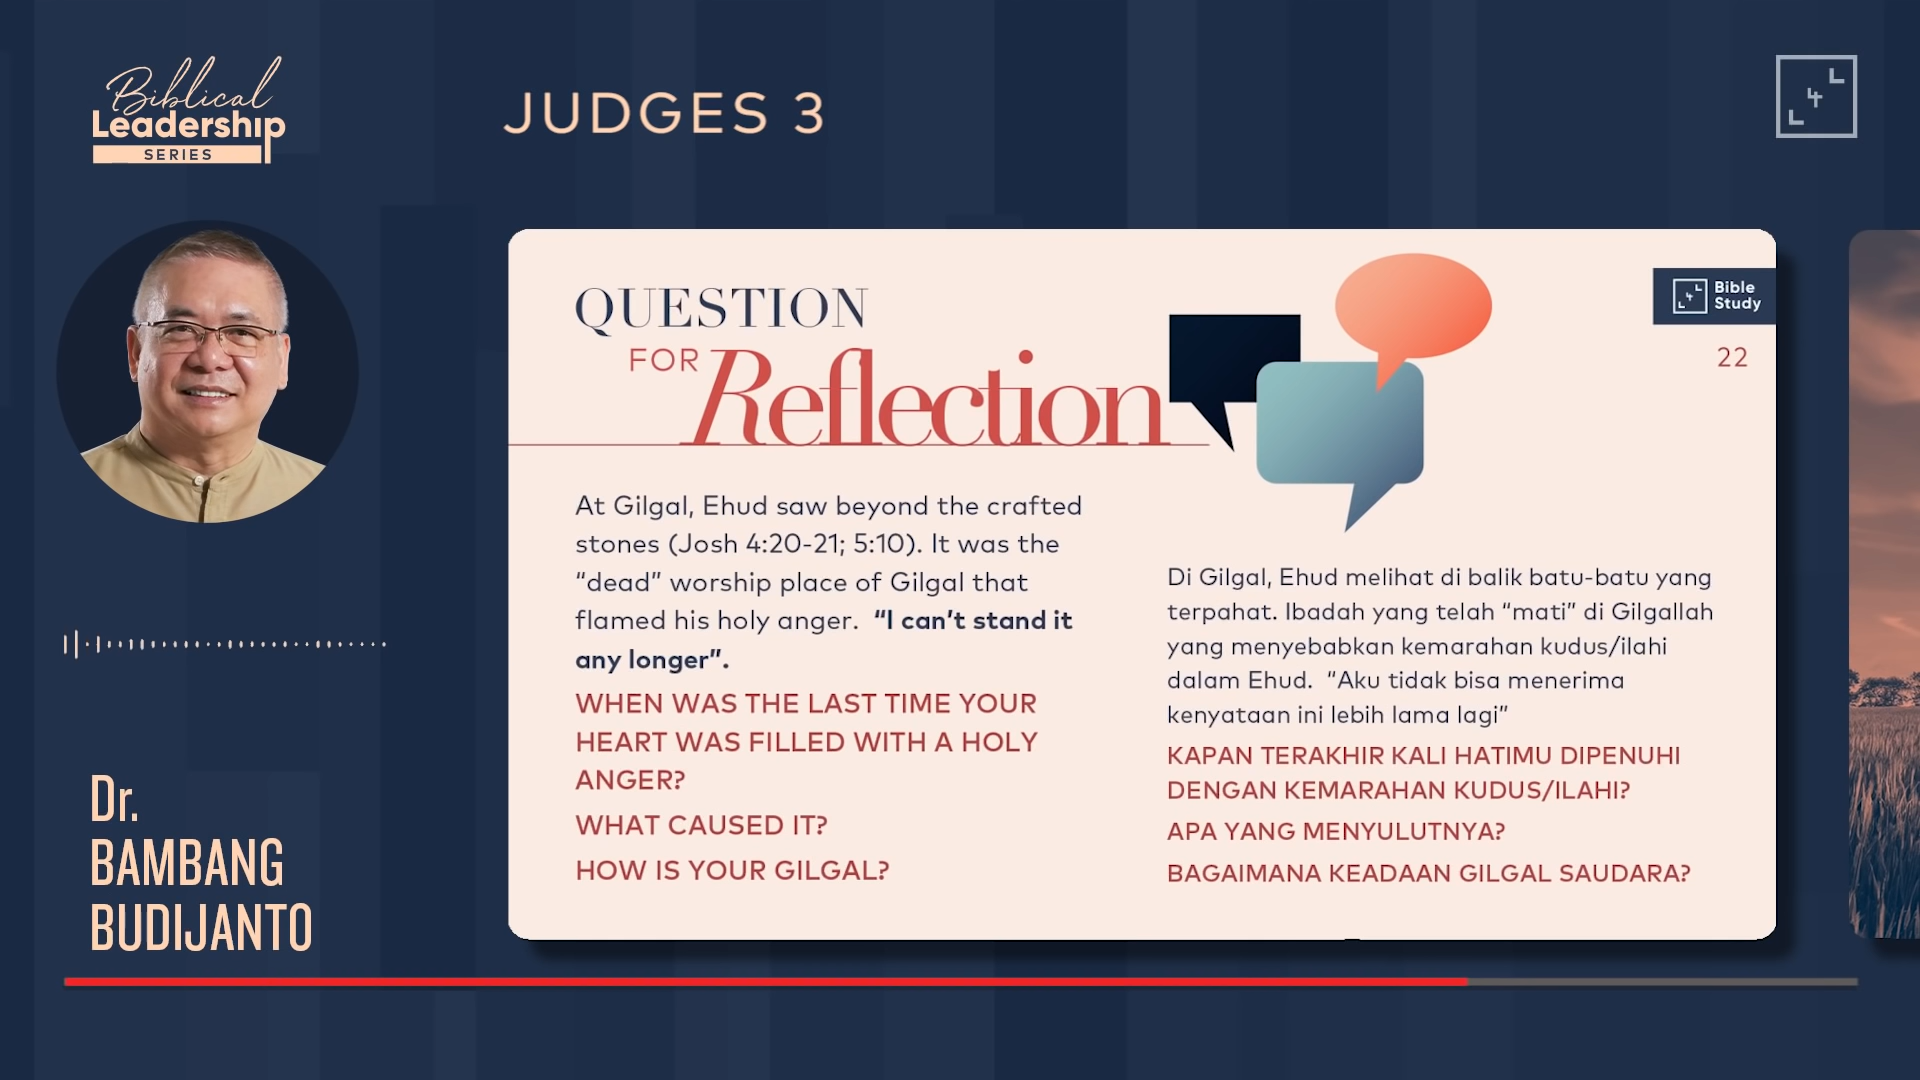 Biblical
Leadership
SERIES
JUDGES 3
Dr.
BAMBANG
BUDIJANTO
QUESTION
FOR Reflection
Bible
Study
22
At Gilgal, Ehud saw beyond the crafted
stones (Josh 4:20-21; 5:10). It was the
“dead” worship place of Gilgal that
flamed his holy anger. “I can’t stand it
any longer”.
WHEN WAS THE LAST TIME YOUR
HEART WAS FILLED WITH A HOLY
ANGER?
WHAT CAUSED IT?
HOW IS YOUR GILGAL?
Di Gilgal, Ehud melihat di balik batu-batu yang
terpahat. Ibadah yang telah “mati” di Gilgallah
yang menyebabkan kemarahan kudus/ilahi
dalam Ehud. “Aku tidak bisa menerima
kenyataan ini lebih lama lagi”
KAPAN TERAKHIR KALI HATIMU DIPENUHI
DENGAN KEMARAHAN KUDUS/ILAHI?
APA YANG MENYULUTNYA?
BAGAIMANA KEADAAN GILGAL SAUDARA?